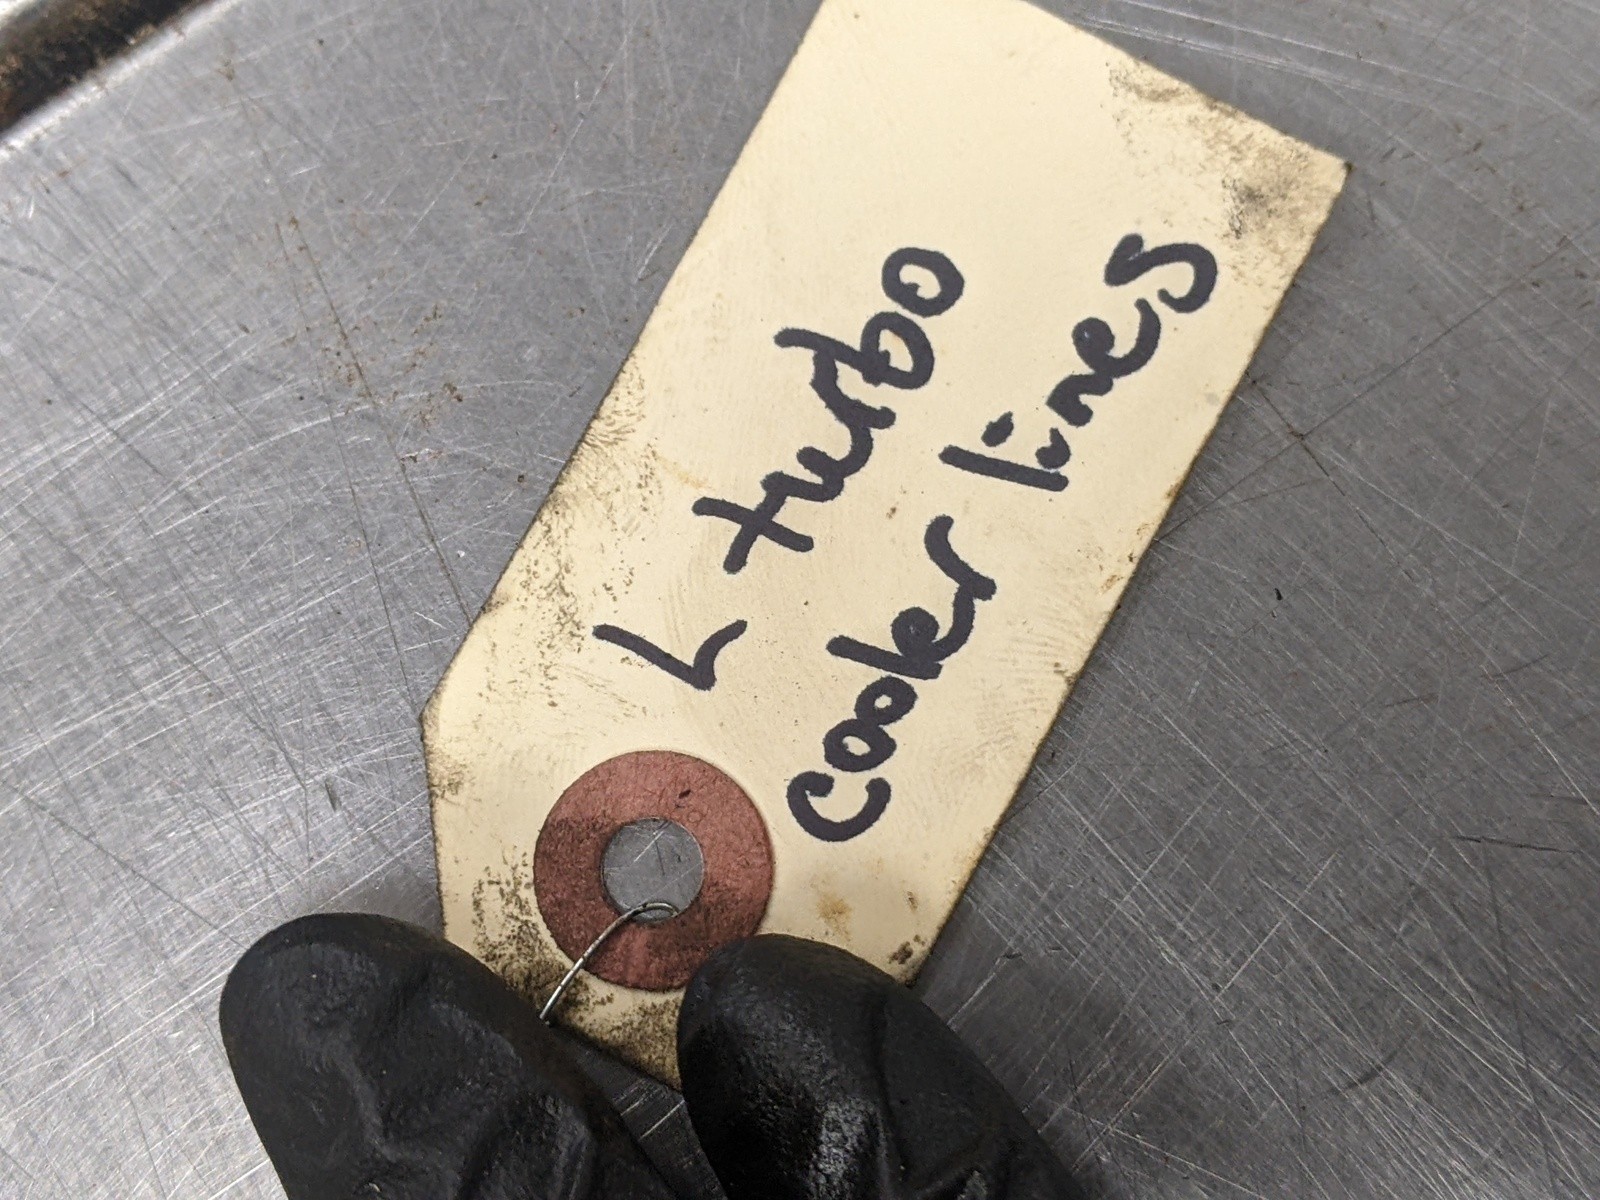 L turbo
cooler lines